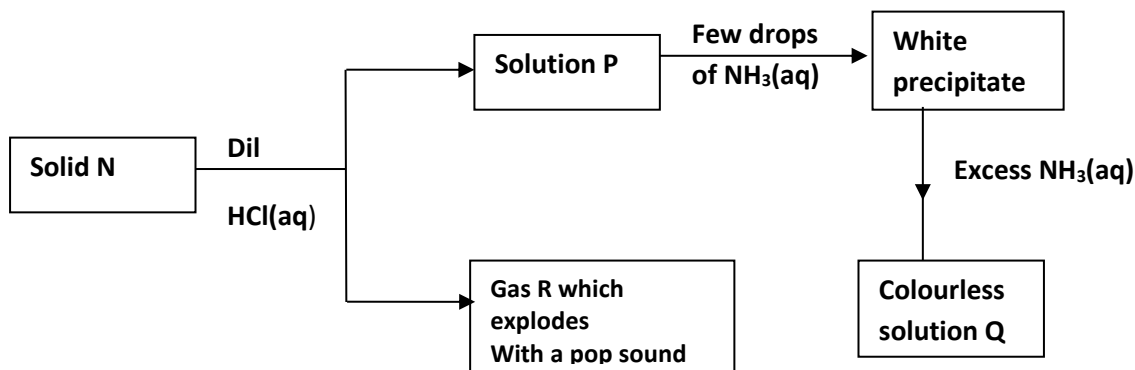 Few drops
of NH₃(aq)
Solution P
White
precipitate
Solid N
Dil
HCl(aq)
Excess NH₃(aq)
Gas R which
explodes
With a pop sound
Colourless
solution Q